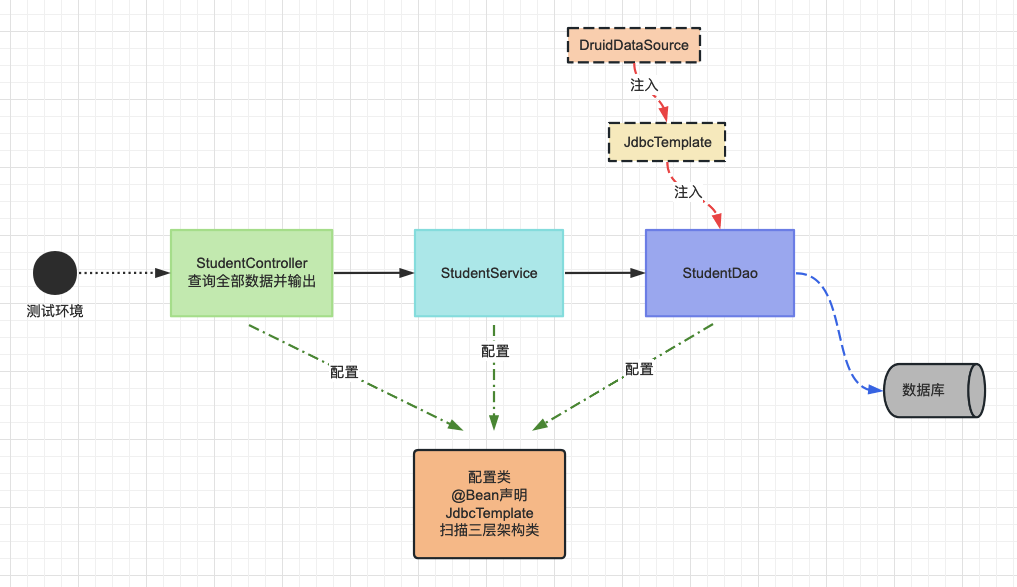 DruidDataSource
注入
JdbcTemplate
注入
StudentController
查询全部数据并输出
StudentService
StudentDao
测试环境
配置
配置
配置
数据库
配置类
@Bean声明
JdbcTemplate
扫描三层架构类